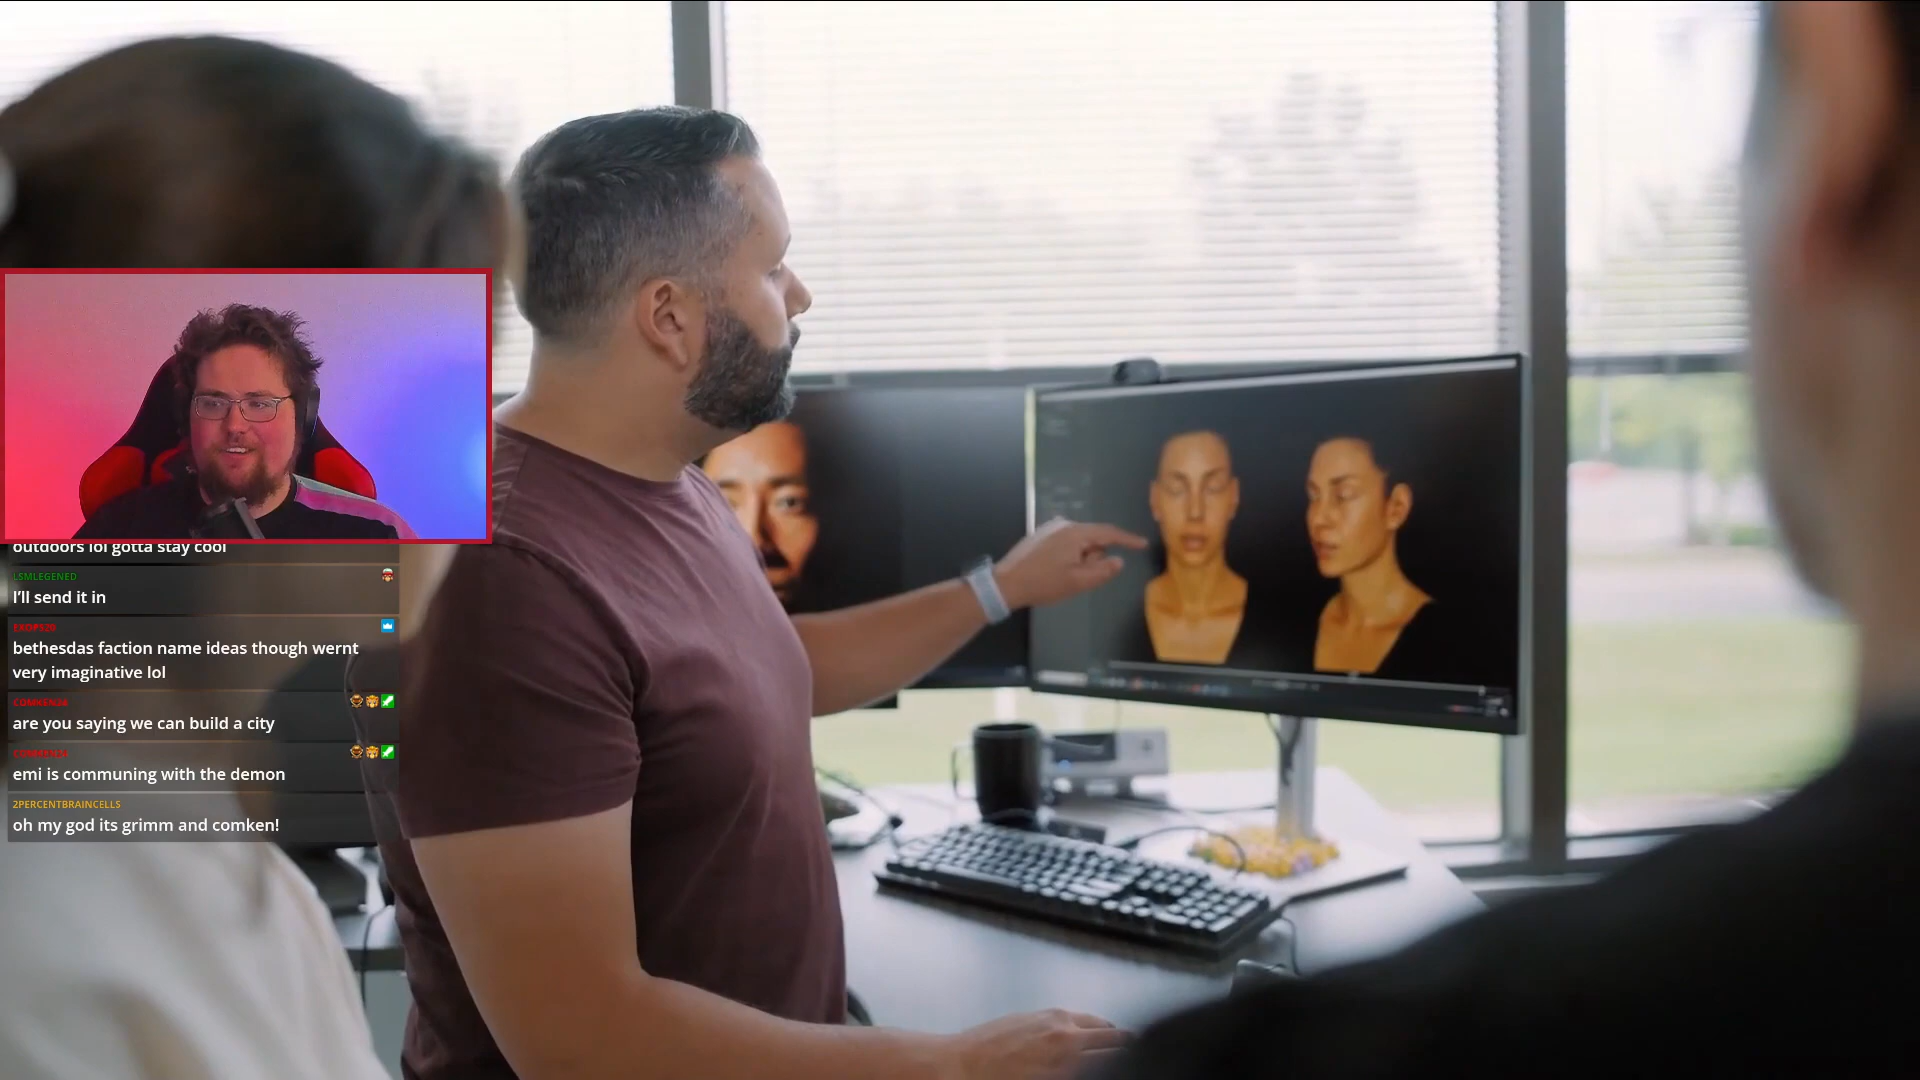 outdoors lol gotta stay cool
LSMLEGENED
I'll send it in
EXOPS20
bethesdas faction name ideas though wernt
very imaginative lol
are you saying we can build a city
emi is communing with the demon
2PERCENTBRAINCELLS
oh my god its grimm and comken!